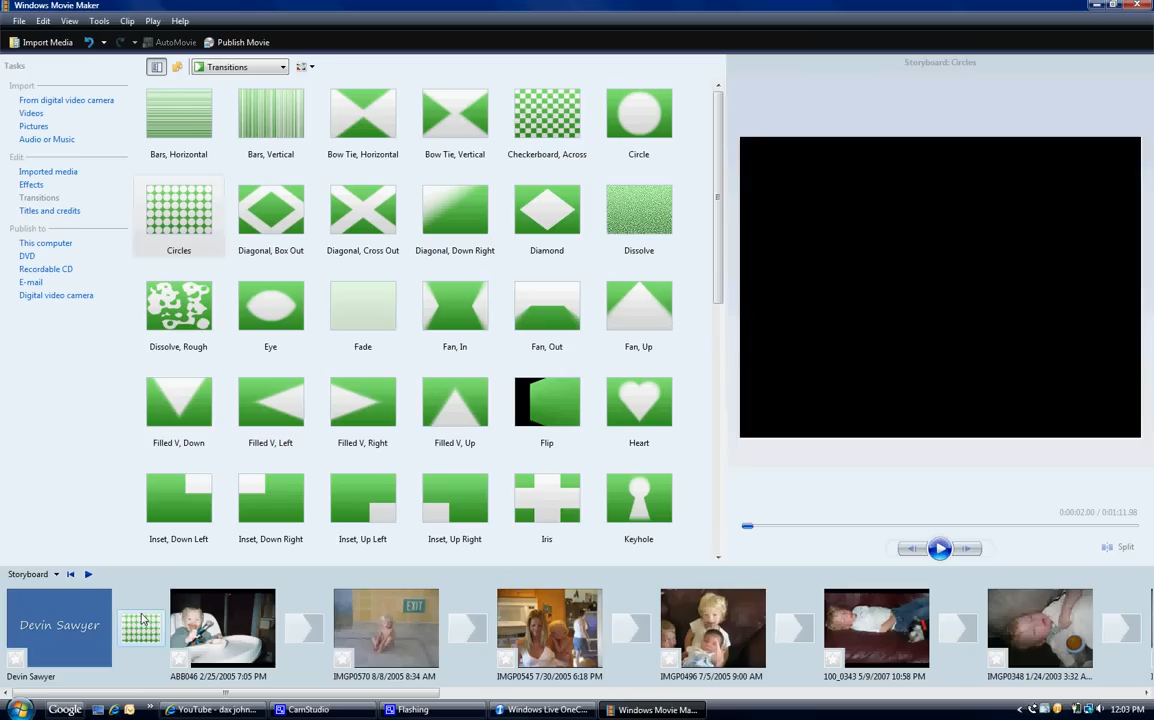 Windows Movie Maker
File Edit View Tools Clip Play Help
Import Media AutoMovie Publish Movie
Tasks
Transitions
Storyboard: Circles
Import
From digital video camera
Videos
Pictures
Audio or Music
Edit
Imported media
Effects
Transitions
Titles and credits
Publish to
This computer
DVD
Recordable CD
E-mail
Digital video camera
Bars, Horizontal Bars, Vertical Bow Tie, Horizontal Bow Tie, Vertical Checkerboard, Across Circle
Circles Diagonal, Box Out Diagonal, Cross Out Diagonal, Down Right Diamond Dissolve
Dissolve, Rough Eye Fade Fan, In Fan, Out Fan, Up
Filled V, Down Filled V, Left Filled V, Right Filled V, Up Flip Heart
Inset, Down Left Inset, Down Right Inset, Up Left Inset, Up Right Iris Keyhole
0:00:02.00 / 0:01:11.98
Split
Storyboard
Devin Sawyer
EXIT
Devin Sawyer ABB046 2/25/2005 7:05 PM IMGP0570 8/8/2005 8:34 AM IMGP0545 7/30/2005 6:18 PM IMGP0496 7/5/2005 9:00 AM 100_0343 5/9/2007 10:58 PM IMGP0348 1/24/2003 3:32 A...
Google YouTube - dax john... CamStudio Flashing Windows Live OneC... Windows Movie Ma... 12:03 PM